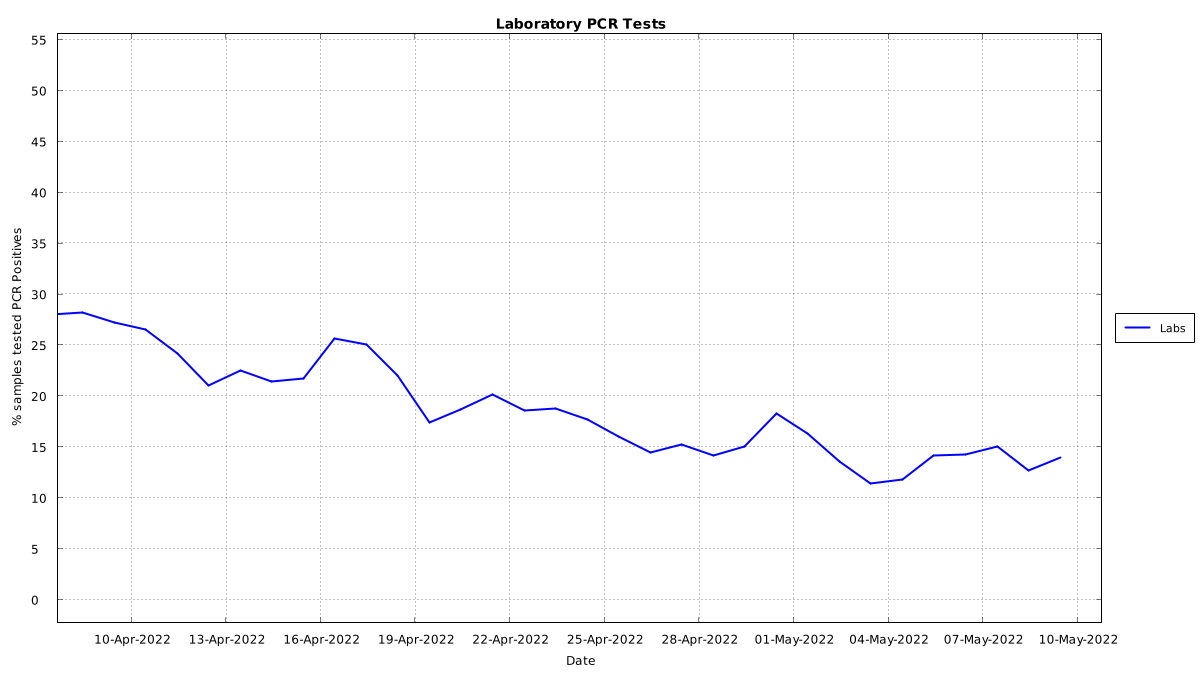 Laboratory PCR Tests
% samples tested PCR Positives
55
50
45
40
35
30
25
20
15
10
5
0
10-Apr-2022 13-Apr-2022 16-Apr-2022 19-Apr-2022 22-Apr-2022 25-Apr-2022 28-Apr-2022 01-May-2022 04-May-2022 07-May-2022 10-May-2022
Date
Labs